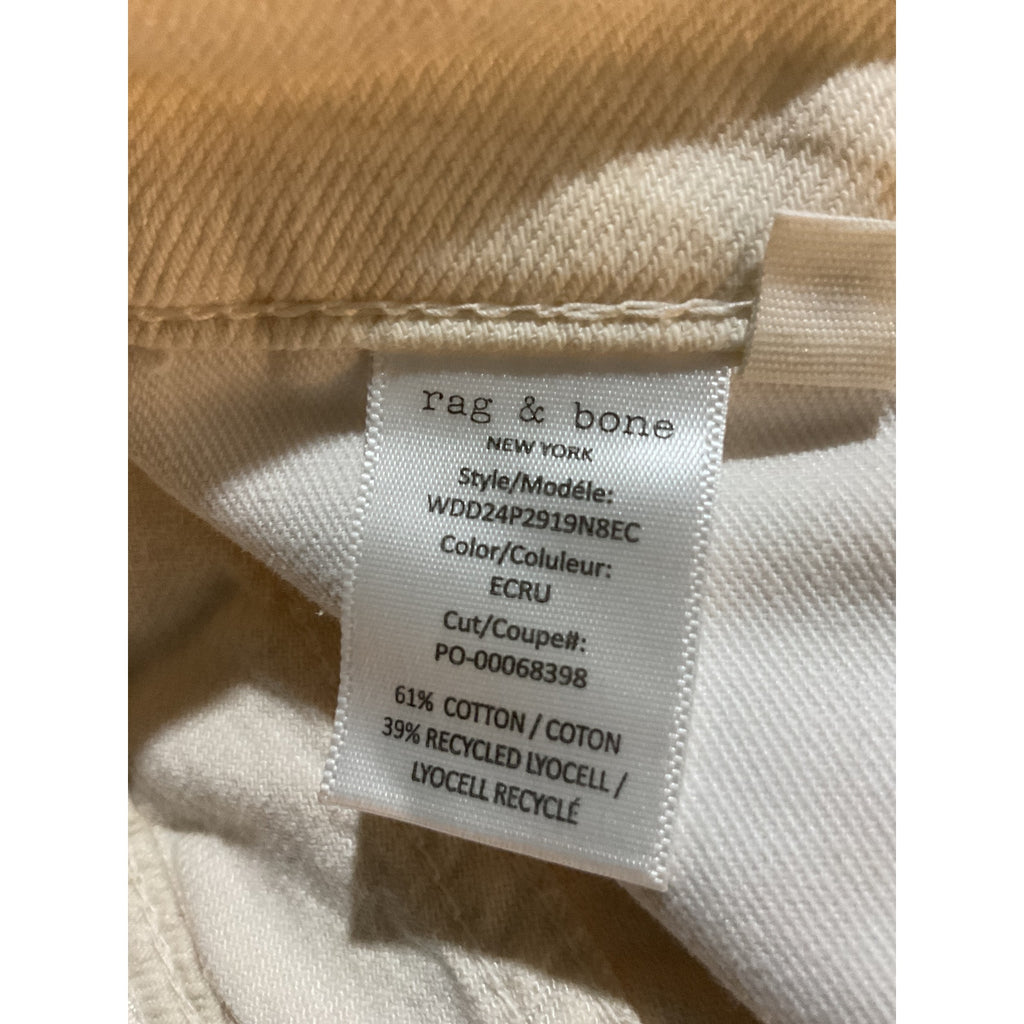 rag & bone
NEW YORK
Style/Modéle:
WDD24P2919N8EC
Color/Coluleur:
ECRU
Cut/Coupe#:
PO-00068398
61% COTTON / COTON
39% RECYCLED LYOCELL /
LYOCELL RECYCLÉ